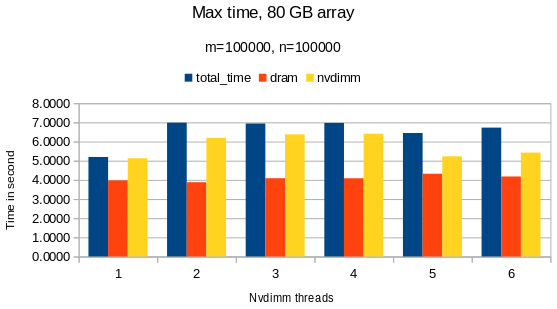 Max time, 80 GB array
m=100000, n=100000
total_time dram nvdimm
8.0000
7.0000
6.0000
5.0000
4.0000
3.0000
2.0000
1.0000
0.0000
Time in second
1 2 3 4 5 6
Nvdimm threads